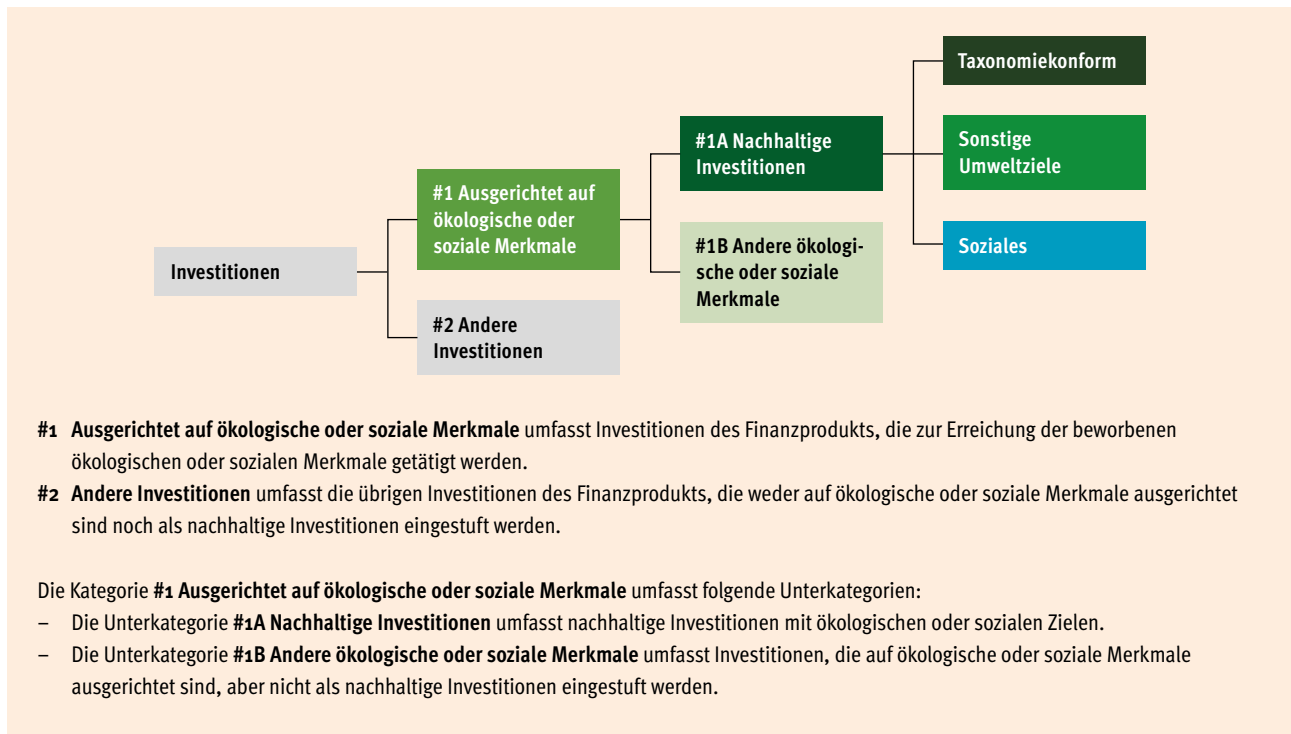 Investitionen
#1 Ausgerichtet auf
ökologische oder
soziale Merkmale
#2 Andere
Investitionen
#1A Nachhaltige
Investitionen
#1B Andere ökologi-
sche oder soziale
Merkmale
Taxonomiekonform
Sonstige
Umweltziele
Soziales
#1 Ausgerichtet auf ökologische oder soziale Merkmale umfasst Investitionen des Finanzprodukts, die zur Erreichung der beworbenen
ökologischen oder sozialen Merkmale getätigt werden.
#2 Andere Investitionen umfasst die übrigen Investitionen des Finanzprodukts, die weder auf ökologische oder soziale Merkmale ausgerichtet
sind noch als nachhaltige Investitionen eingestuft werden.
Die Kategorie #1 Ausgerichtet auf ökologische oder soziale Merkmale umfasst folgende Unterkategorien:
– Die Unterkategorie #1A Nachhaltige Investitionen umfasst nachhaltige Investitionen mit ökologischen oder sozialen Zielen.
– Die Unterkategorie #1B Andere ökologische oder soziale Merkmale umfasst Investitionen, die auf ökologische oder soziale Merkmale
ausgerichtet sind, aber nicht als nachhaltige Investitionen eingestuft werden.